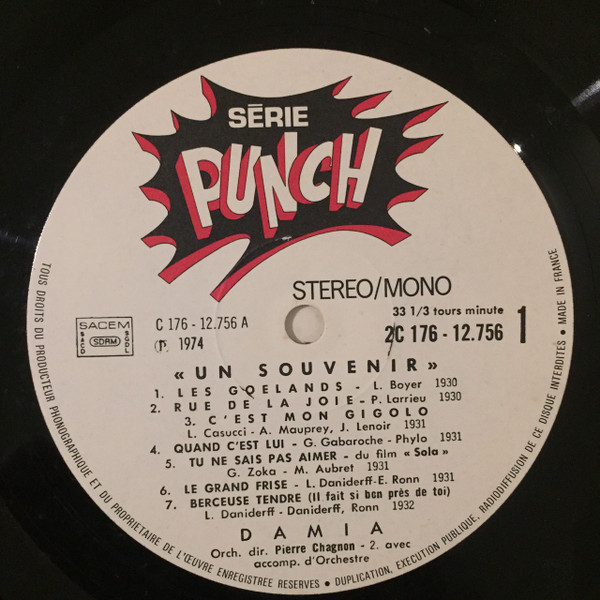 SÉRIE
PUNCH
STEREO/MONO
33 1/3 tours minute
C 176 - 12.756 A
2C 176 - 12.756
1
℗ 1974
SACEM
SACD
SDRM
SGDL
« UN SOUVENIR »
1. LES GOELANDS - L. Boyer 1930
2. RUE DE LA JOIE - P. Larrieu 1930
3. C'EST MON GIGOLO
L. Casucci - A. Mauprey, J. Lenoir 1931
4. QUAND C'EST LUI - G. Gabaroche - Phylo 1931
5. TU NE SAIS PAS AIMER - du film « Sola »
G. Zoka - M. Aubret 1931
6. LE GRAND FRISE - L. Daniderff-E. Ronn 1931
7. BERCEUSE TENDRE (Il fait si bon près de toi)
L. Daniderff - Daniderff, Ronn 1932
DAMIA
Orch. dir. Pierre Chagnon - 2. avec
accomp. d'Orchestre
TOUS DROITS DU PRODUCTEUR PHONOGRAPHIQUE ET DU PROPRIETAIRE DE L'ŒUVRE ENREGISTREE RESERVES • DUPLICATION, EXECUTION PUBLIQUE, RADIODIFFUSION DE CE DISQUE INTERDITES • MADE IN FRANCE